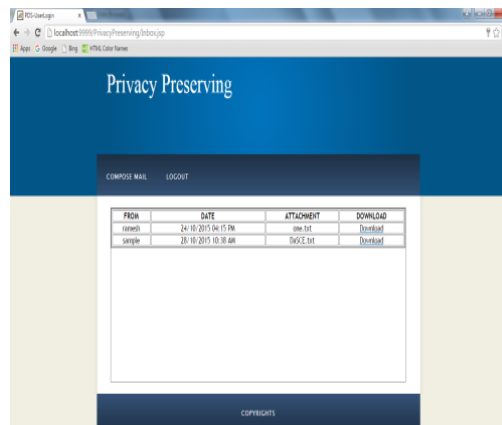 PDS-UserLogin
localhost:9999/PrivacyPreserving/Inbox.jsp
Apps Google Bing HTML Color Names
Privacy Preserving
COMPOSE MAIL LOGOUT
FROM DATE ATTACHMENT DOWNLOAD
ramesh 24/10/2015 04:15 PM one.txt Download
sample 28/10/2015 10:38 AM DaSCE.txt Download
COPYRIGHTS